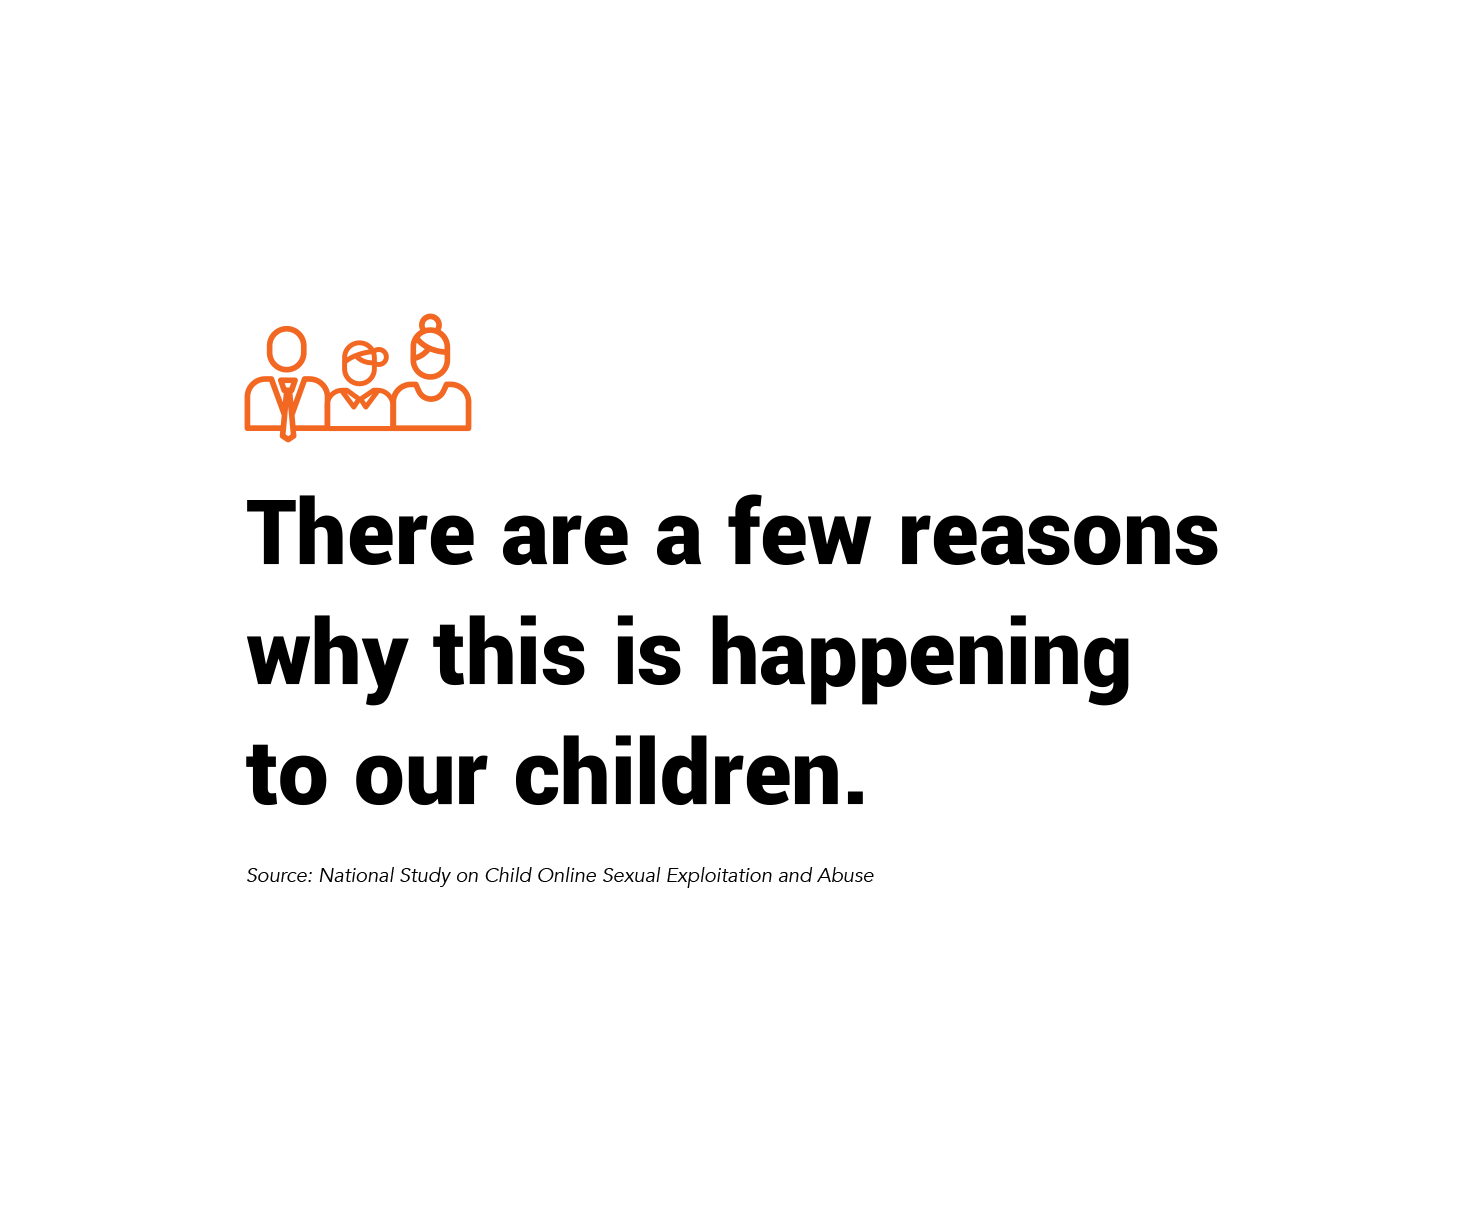 There are a few reasons
why this is happening
to our children.
Source: National Study on Child Online Sexual Exploitation and Abuse